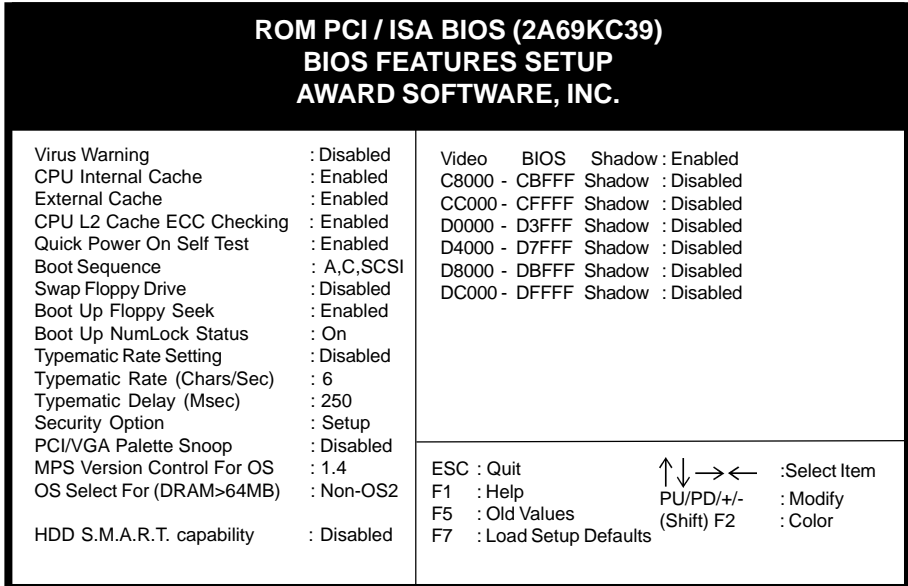 ROM PCI / ISA BIOS (2A69KC39)
BIOS FEATURES SETUP
AWARD SOFTWARE, INC.
Virus Warning : Disabled
CPU Internal Cache : Enabled
External Cache : Enabled
CPU L2 Cache ECC Checking : Enabled
Quick Power On Self Test : Enabled
Boot Sequence : A,C,SCSI
Swap Floppy Drive : Disabled
Boot Up Floppy Seek : Enabled
Boot Up NumLock Status : On
Typematic Rate Setting : Disabled
Typematic Rate (Chars/Sec) : 6
Typematic Delay (Msec) : 250
Security Option : Setup
PCI/VGA Palette Snoop : Disabled
MPS Version Control For OS : 1.4
OS Select For (DRAM>64MB) : Non-OS2
HDD S.M.A.R.T. capability : Disabled
Video BIOS Shadow : Enabled
C8000 - CBFFF Shadow : Disabled
CC000 - CFFFF Shadow : Disabled
D0000 - D3FFF Shadow : Disabled
D4000 - D7FFF Shadow : Disabled
D8000 - DBFFF Shadow : Disabled
DC000 - DFFFF Shadow : Disabled
ESC : Quit ↑↓→← :Select Item
F1 : Help PU/PD/+/- : Modify
F5 : Old Values (Shift) F2 : Color
F7 : Load Setup Defaults